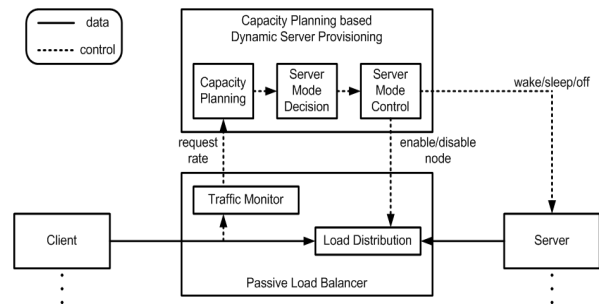 data
control
Capacity Planning based
Dynamic Server Provisioning
Capacity
Planning
Server
Mode
Decision
Server
Mode
Control
wake/sleep/off
request
rate
enable/disable
node
Traffic Monitor
Client
Load Distribution
Server
Passive Load Balancer